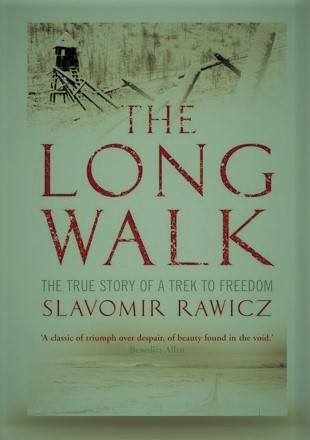 THE
LONG
WALK
THE TRUE STORY OF A TREK TO FREEDOM
SLAVOMIR RAWICZ
'A classic of triumph over despair, of beauty found in the void.'
Benedict Allen